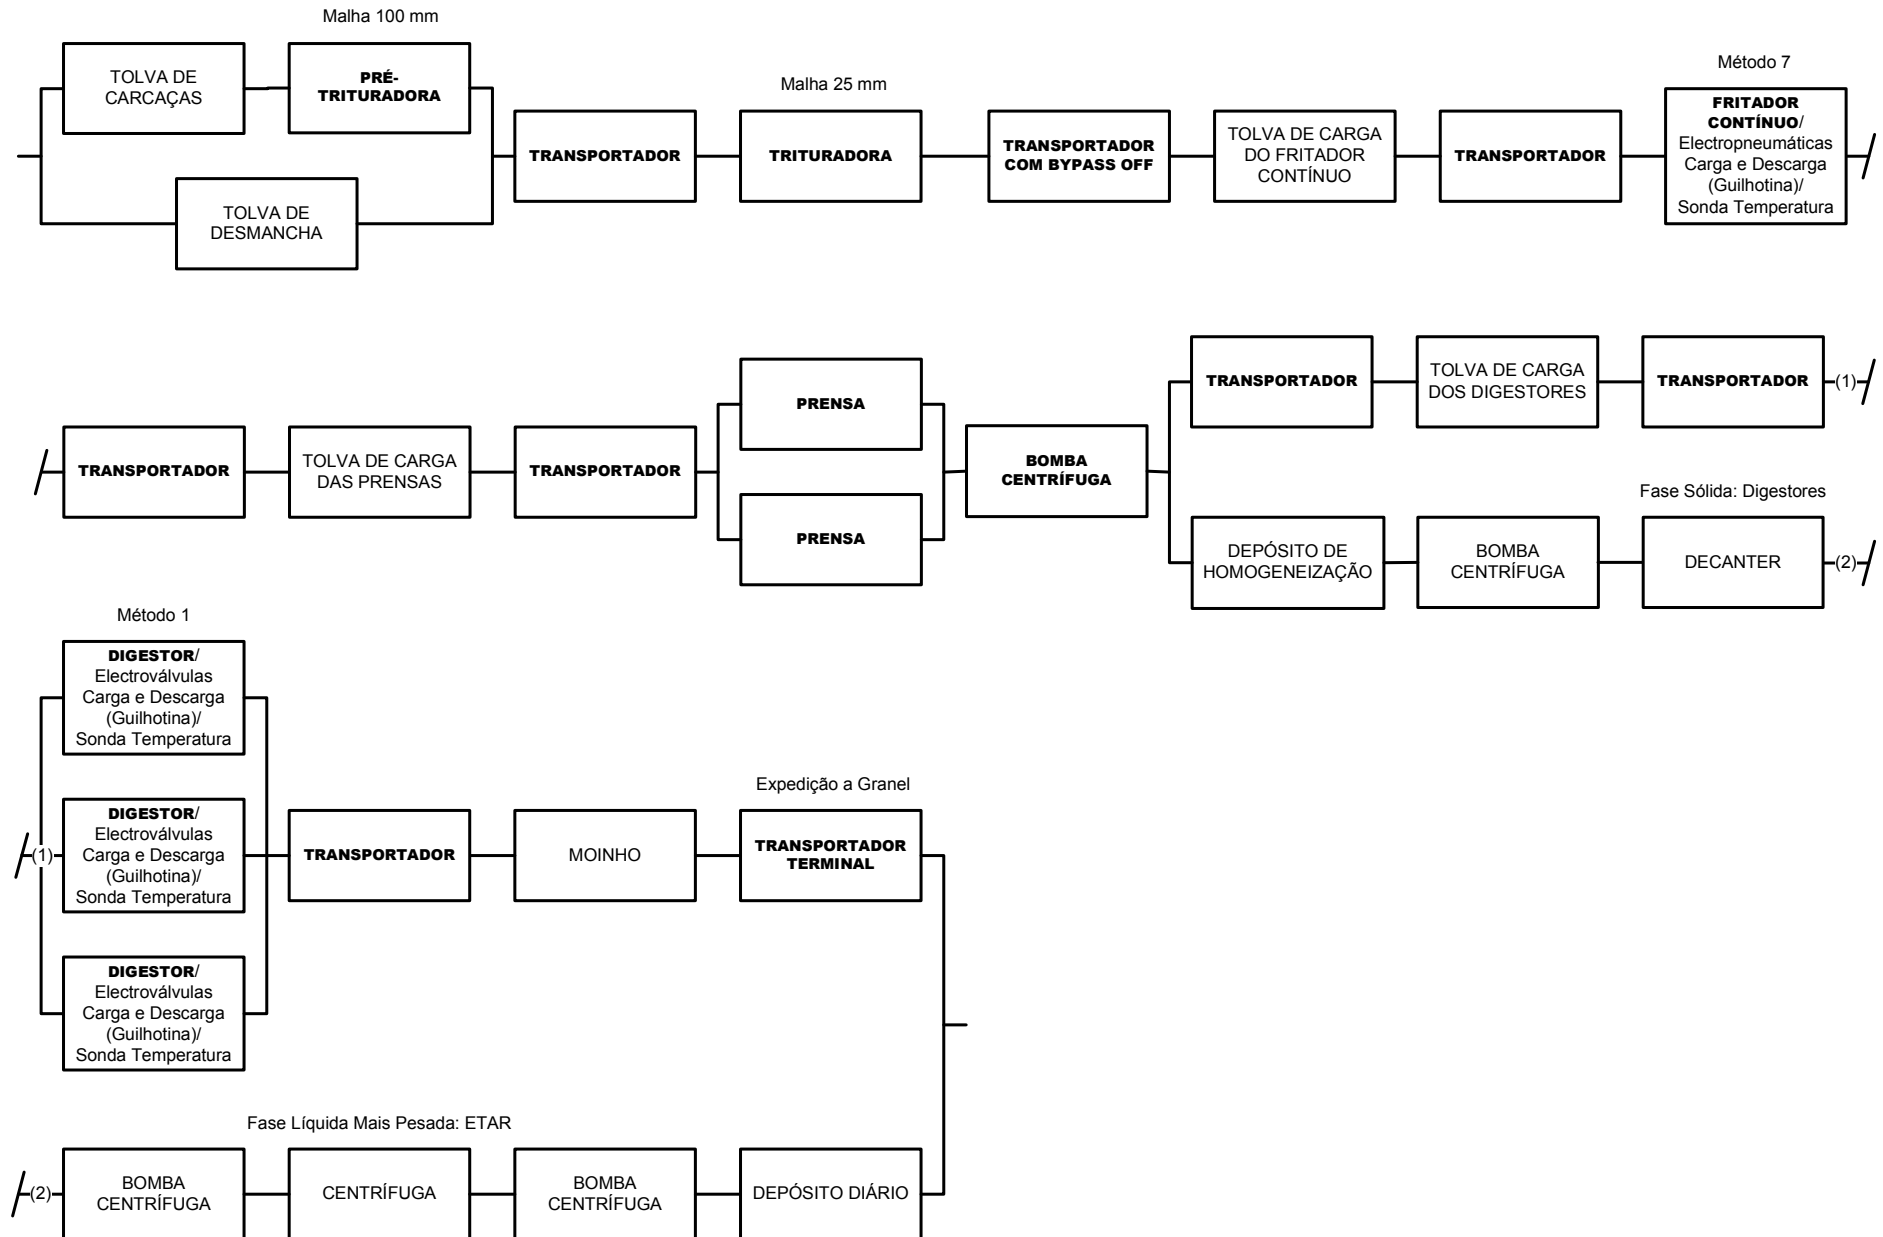 Malha 100 mm
TOLVA DE
CARCAÇAS
PRÉ-
TRITURADORA
TOLVA DE
DESMANCHA
TRANSPORTADOR
Malha 25 mm
TRITURADORA
TRANSPORTADOR
COM BYPASS OFF
TOLVA DE CARGA
DO FRITADOR
CONTÍNUO
TRANSPORTADOR
Método 7
FRITADOR
CONTÍNUO/
Electropneumáticas
Carga e Descarga
(Guilhotina)/
Sonda Temperatura
TRANSPORTADOR
TOLVA DE CARGA
DAS PRENSAS
TRANSPORTADOR
PRENSA
PRENSA
BOMBA
CENTRÍFUGA
TRANSPORTADOR
TOLVA DE CARGA
DOS DIGESTORES
TRANSPORTADOR
(1)
DEPÓSITO DE
HOMOGENEIZAÇÃO
BOMBA
CENTRÍFUGA
Fase Sólida: Digestores
DECANTER
(2)
Método 1
DIGESTOR/
Electroválvulas
Carga e Descarga
(Guilhotina)/
Sonda Temperatura
(1)
DIGESTOR/
Electroválvulas
Carga e Descarga
(Guilhotina)/
Sonda Temperatura
DIGESTOR/
Electroválvulas
Carga e Descarga
(Guilhotina)/
Sonda Temperatura
TRANSPORTADOR
MOINHO
Expedição a Granel
TRANSPORTADOR
TERMINAL
Fase Líquida Mais Pesada: ETAR
(2)
BOMBA
CENTRÍFUGA
CENTRÍFUGA
BOMBA
CENTRÍFUGA
DEPÓSITO DIÁRIO